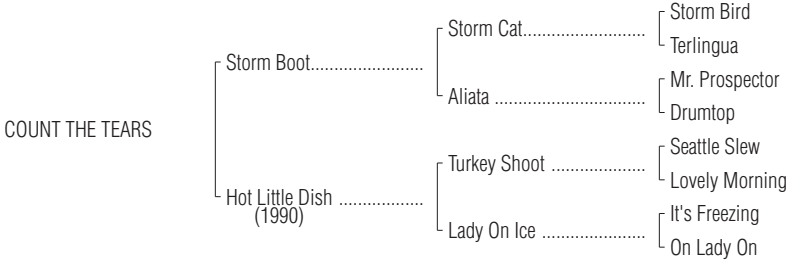 Storm Bird
Storm Cat..........................
Terlingua
Storm Boot........................
Mr. Prospector
Aliata ................................
Drumtop
COUNT THE TEARS
Seattle Slew
Turkey Shoot ....................
Lovely Morning
Hot Little Dish ..................
(1990)
It's Freezing
Lady On Ice ......................
On Lady On